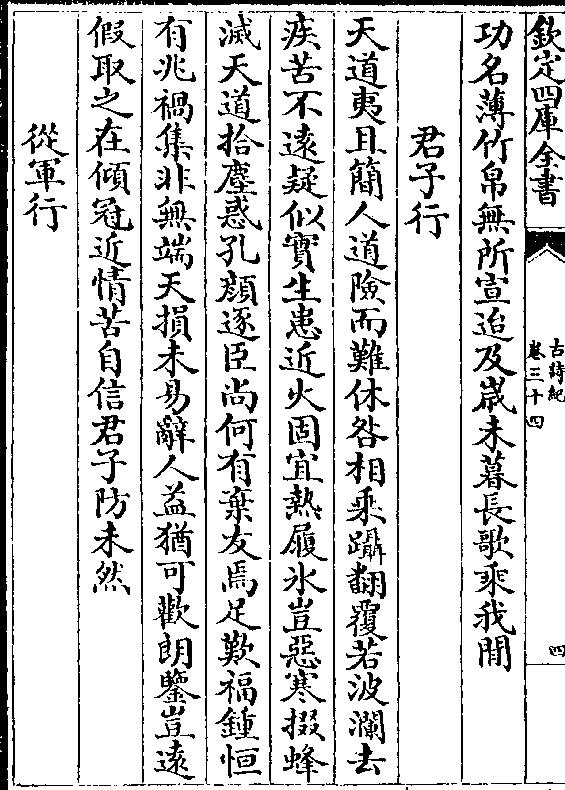 欽定四庫全書
古詩紀
卷三十四
四
功名薄竹帛無所宣迨及歲未暮長歌乘我閒
君子行
天道夷且簡人道險而難休咎相乘躡翻覆若波瀾去
疾苦不遠疑似實生患近火固宜熱履氷豈惡寒掇蜂
滅天道拾塵惑孔顔逐臣尚何有棄友焉足歎福鍾恒
有兆禍集非無端天損未易辭人益猶可歡朗鑒豈遠
假取之在傾冠近情苦自信君子防未然
從軍行